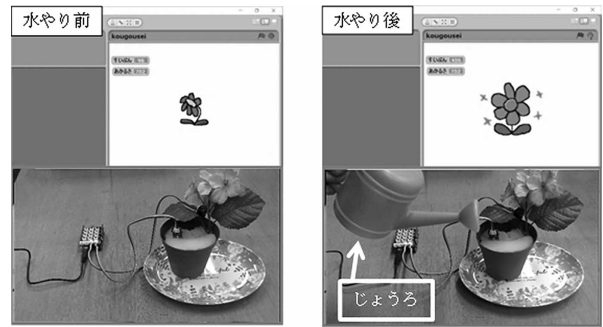 水やり前
kougousei
すいぶん
あかるさ
水やり後
kougousei
すいぶん
あかるさ
じょうろ